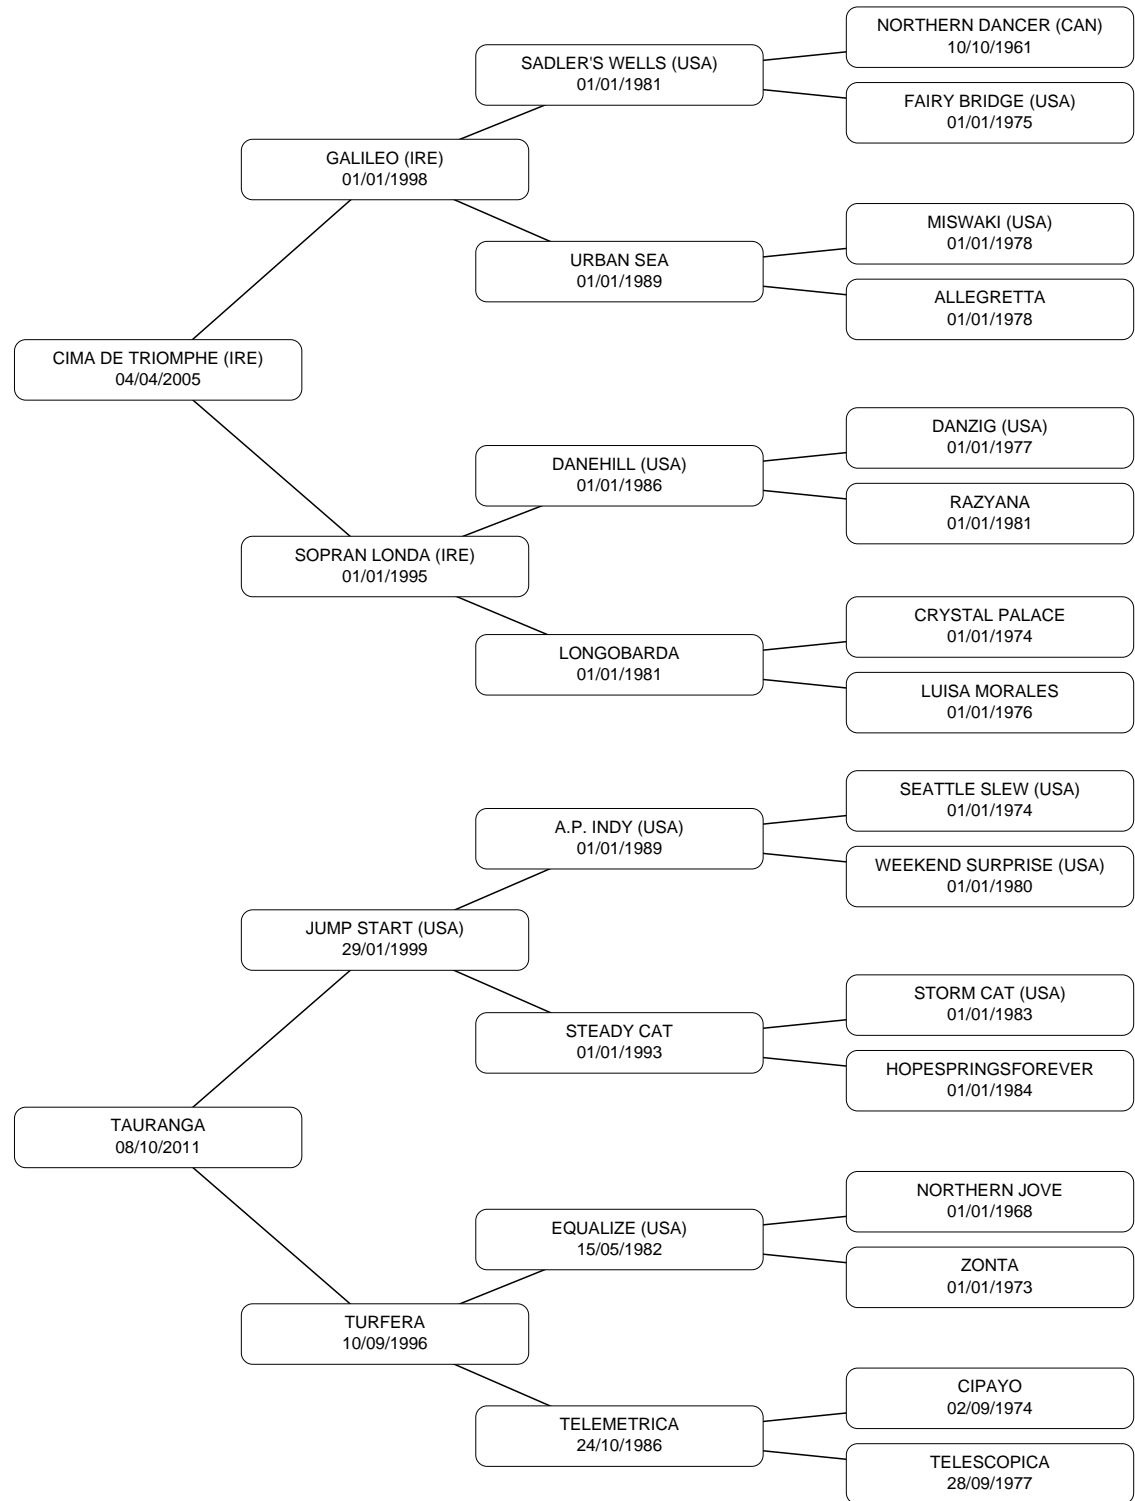 NORTHERN DANCER (CAN)
10/10/1961
SADLER'S WELLS (USA)
01/01/1981
FAIRY BRIDGE (USA)
01/01/1975
GALILEO (IRE)
01/01/1998
MISWAKI (USA)
01/01/1978
URBAN SEA
01/01/1989
ALLEGRETTA
01/01/1978
CIMA DE TRIOMPHE (IRE)
04/04/2005
DANZIG (USA)
01/01/1977
DANEHILL (USA)
01/01/1986
RAZYANA
01/01/1981
SOPRAN LONDA (IRE)
01/01/1995
CRYSTAL PALACE
01/01/1974
LONGOBARDA
01/01/1981
LUISA MORALES
01/01/1976
SEATTLE SLEW (USA)
01/01/1974
A.P. INDY (USA)
01/01/1989
WEEKEND SURPRISE (USA)
01/01/1980
JUMP START (USA)
29/01/1999
STORM CAT (USA)
01/01/1983
STEADY CAT
01/01/1993
HOPESPRINGSFOREVER
01/01/1984
TAURANGA
08/10/2011
NORTHERN JOVE
01/01/1968
EQUALIZE (USA)
15/05/1982
ZONTA
01/01/1973
TURFERA
10/09/1996
CIPAYO
02/09/1974
TELEMETRICA
24/10/1986
TELESCOPICA
28/09/1977